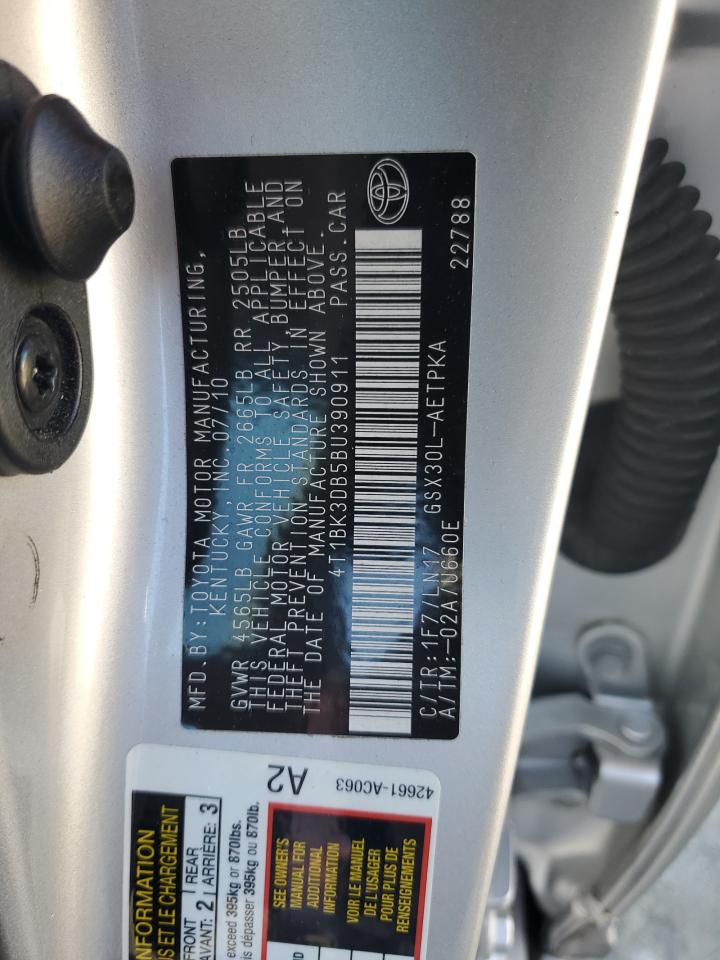 MFD.BY:TOYOTA MOTOR MANUFACTURING,
KENTUCKY, INC. 07/10
GVWR 4565LB GAWR FR 2665LB RR 2505LB
THIS VEHICLE CONFORMS TO ALL APPLICABLE
FEDERAL MOTOR VEHICLE SAFETY, BUMPER, AND
THEFT PREVENTION STANDARDS IN EFFECT ON
THE DATE OF MANUFACTURE SHOWN ABOVE.
4T1BK3DB5BU390911 PASS.CAR
C/TR:1F7/LN17 GSX30L-AETPKA
A/TM:-02A/U660E 22788
INFORMATION
S ET LE CHARGEMENT
FRONT 2 REAR 3
AVANT: ARRIÈRE:
exceed 395kg or 870lbs.
is dépasser 395kg ou 870lb.
A2
42661-AC063
SEE OWNER'S
MANUAL FOR
ADDITIONAL
INFORMATION
VOIR LE MANUEL
DE L'USAGER
POUR PLUS DE
RENSEIGNEMENTS